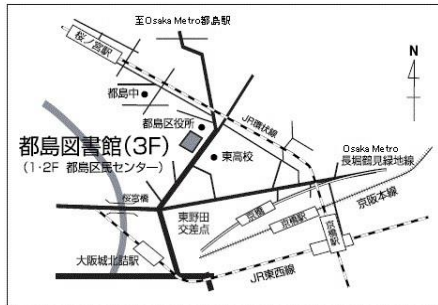 至Osaka Metro都島駅
桜ノ宮駅
N
都島中
JR環状線
都島区役所
都島図書館(3F)
(1・2F 都島区民センター)
東高校
Osaka Metro
長堀鶴見緑地線
桜宮橋
京橋
京阪本線
東野田
交差点
京橋駅
京橋駅
大阪城北詰駅
JR東西線